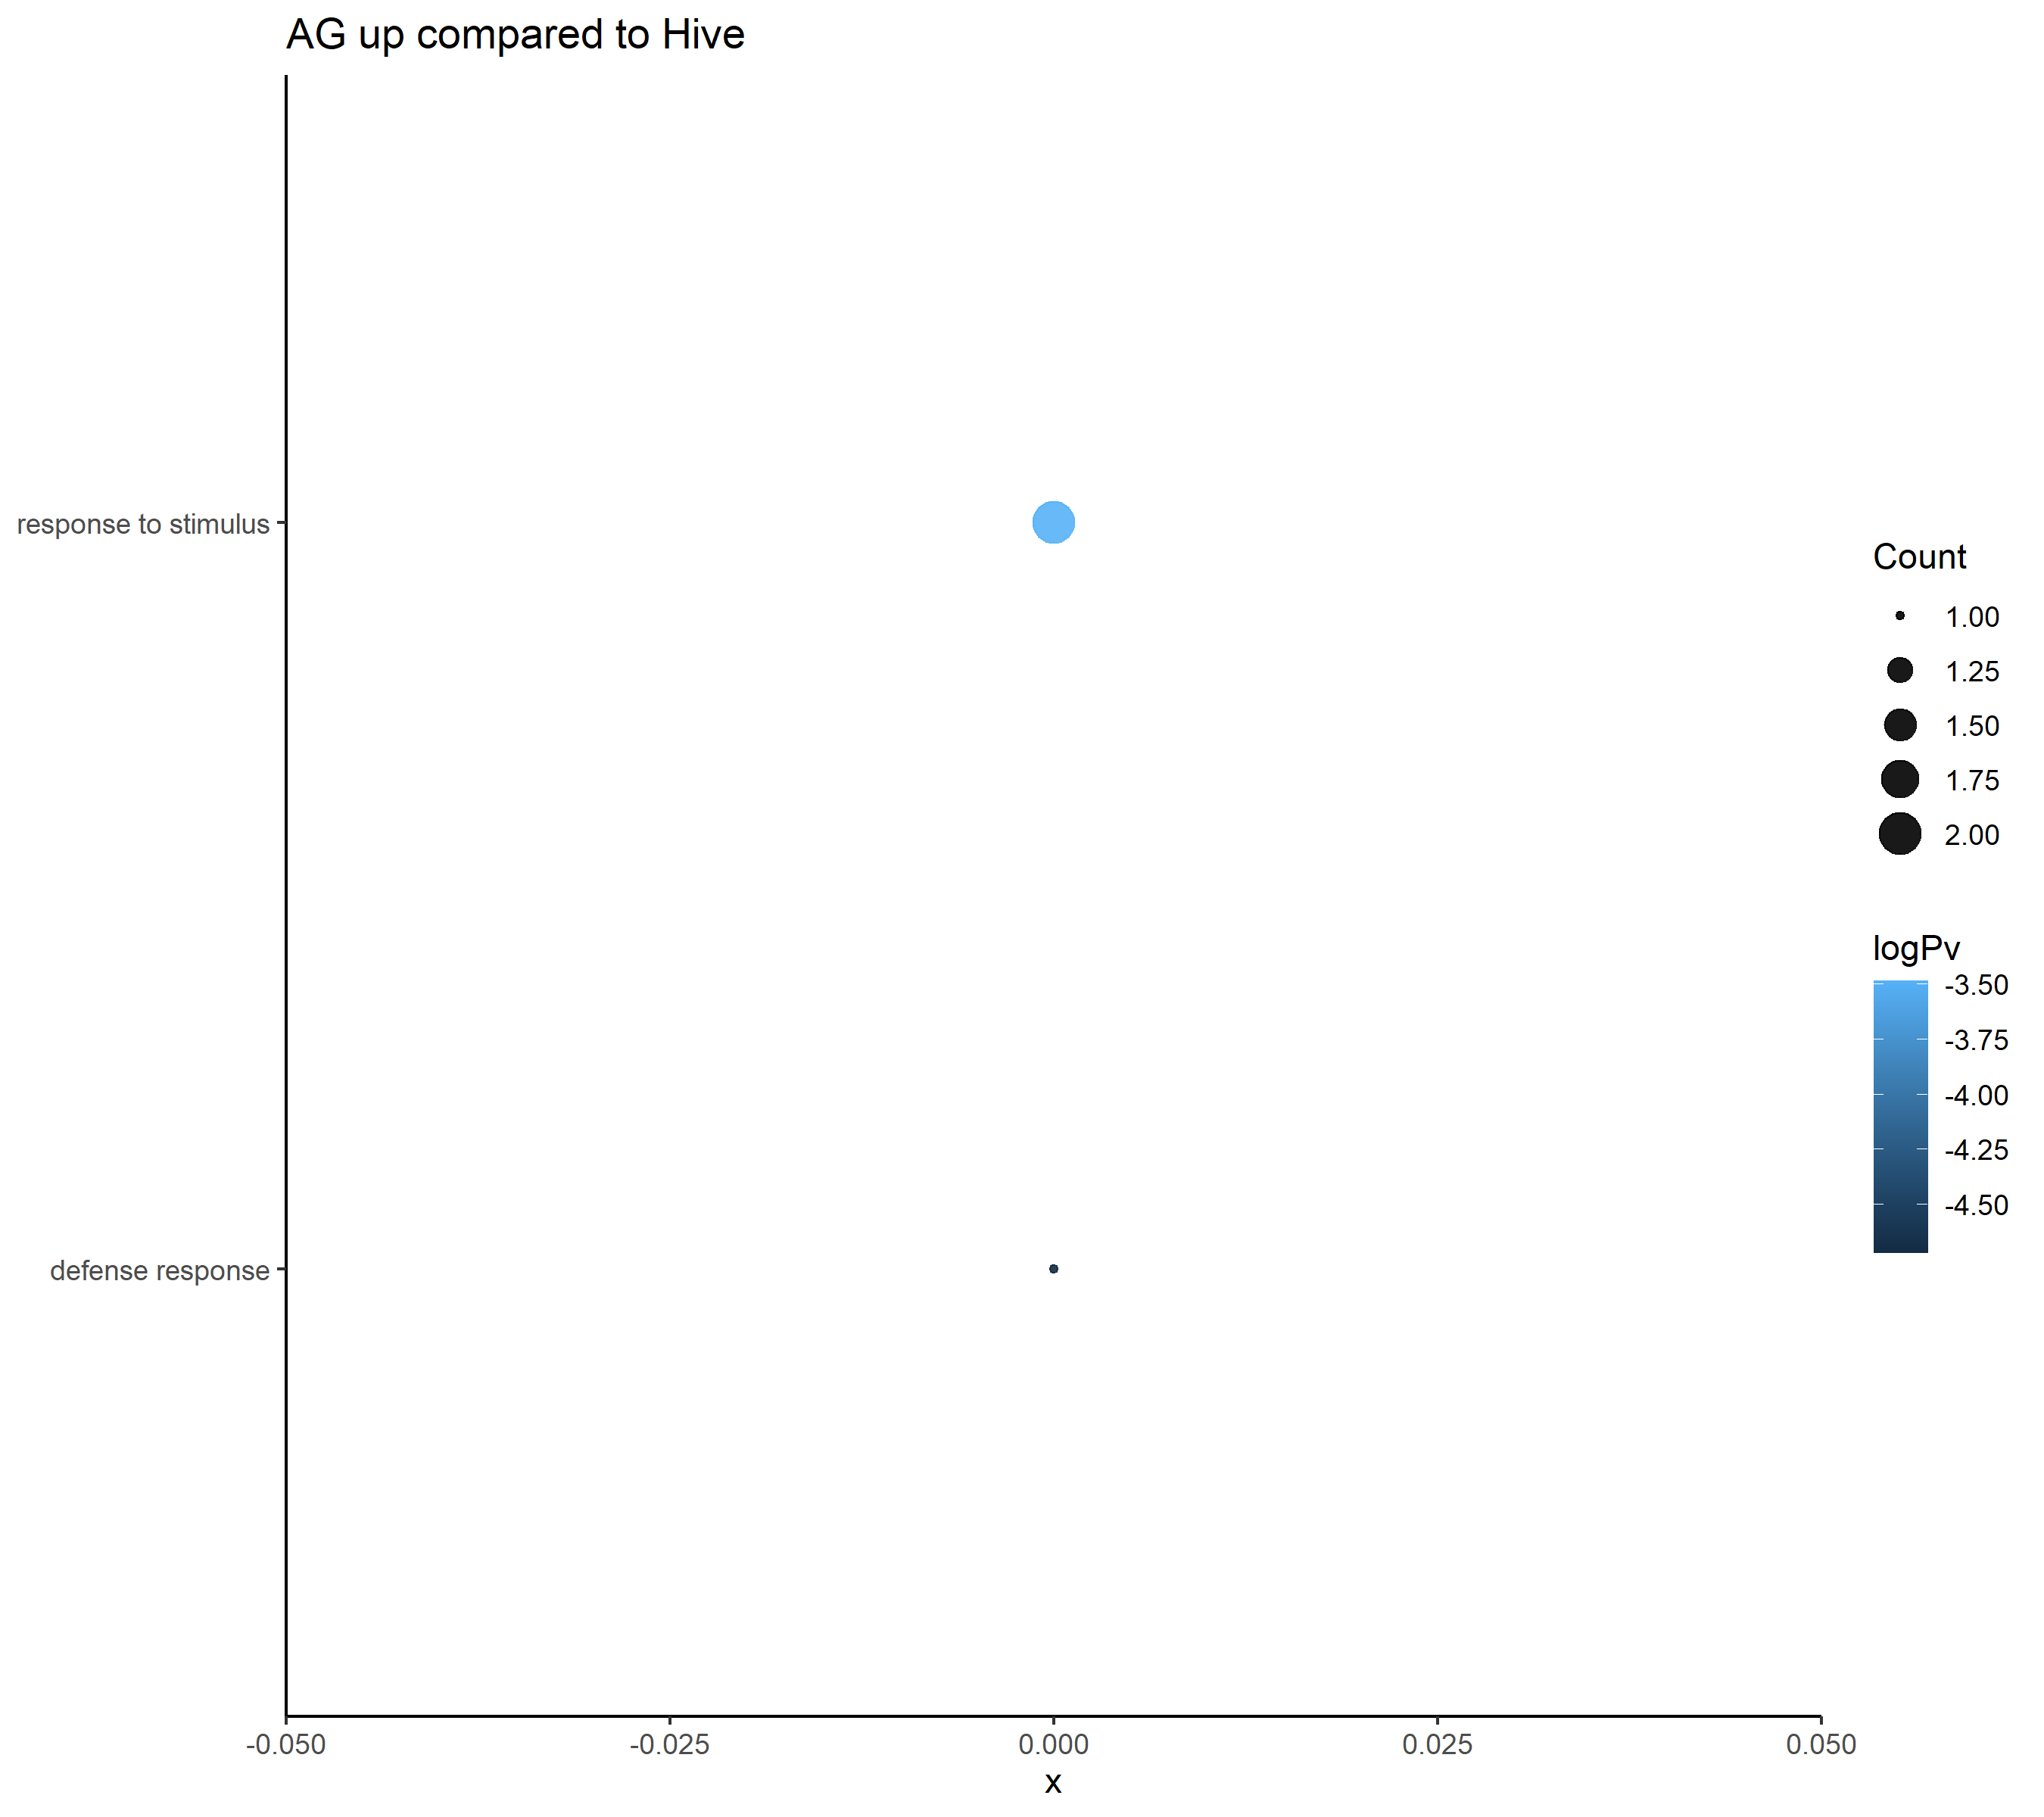 AG up compared to Hive
response to stimulus
defense response
-0.050
-0.025
0.000
0.025
0.050
x
Count
1.00
1.25
1.50
1.75
2.00
logPv
-3.50
-3.75
-4.00
-4.25
-4.50